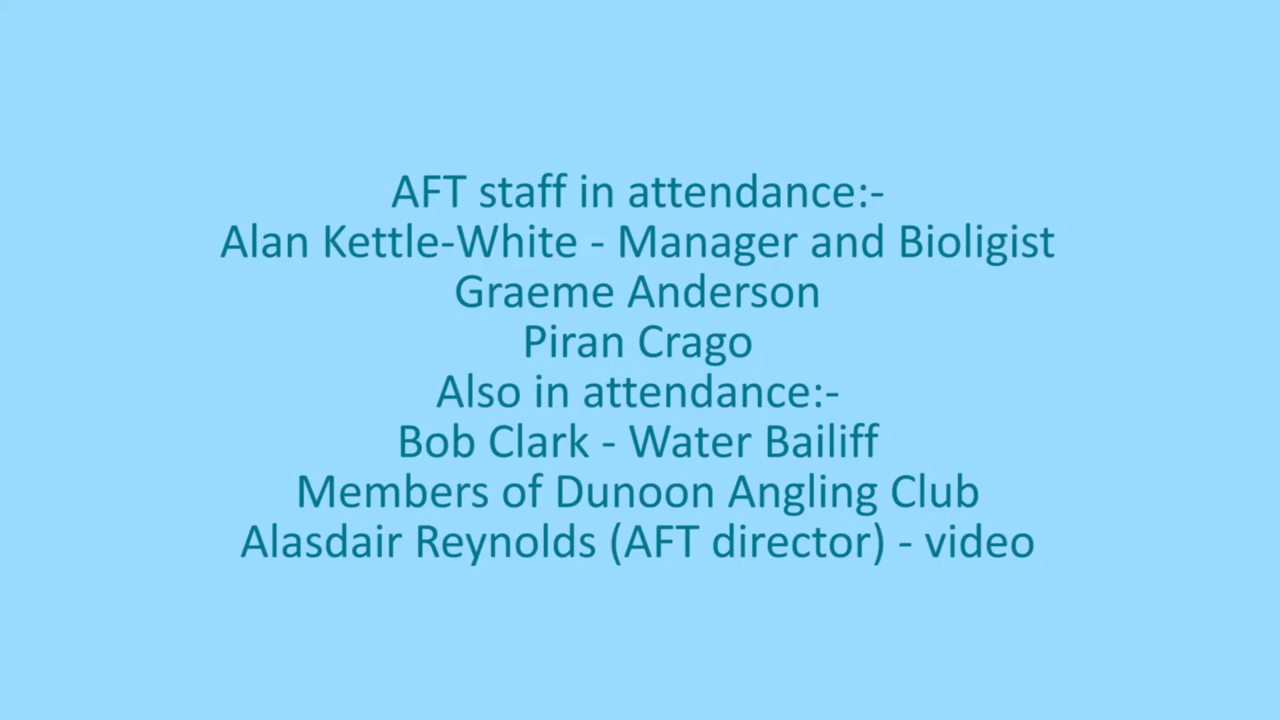 AFT staff in attendance:-
Alan Kettle-White - Manager and Bioligist
Graeme Anderson
Piran Crago
Also in attendance:-
Bob Clark - Water Bailiff
Members of Dunoon Angling Club
Alasdair Reynolds (AFT director) - video